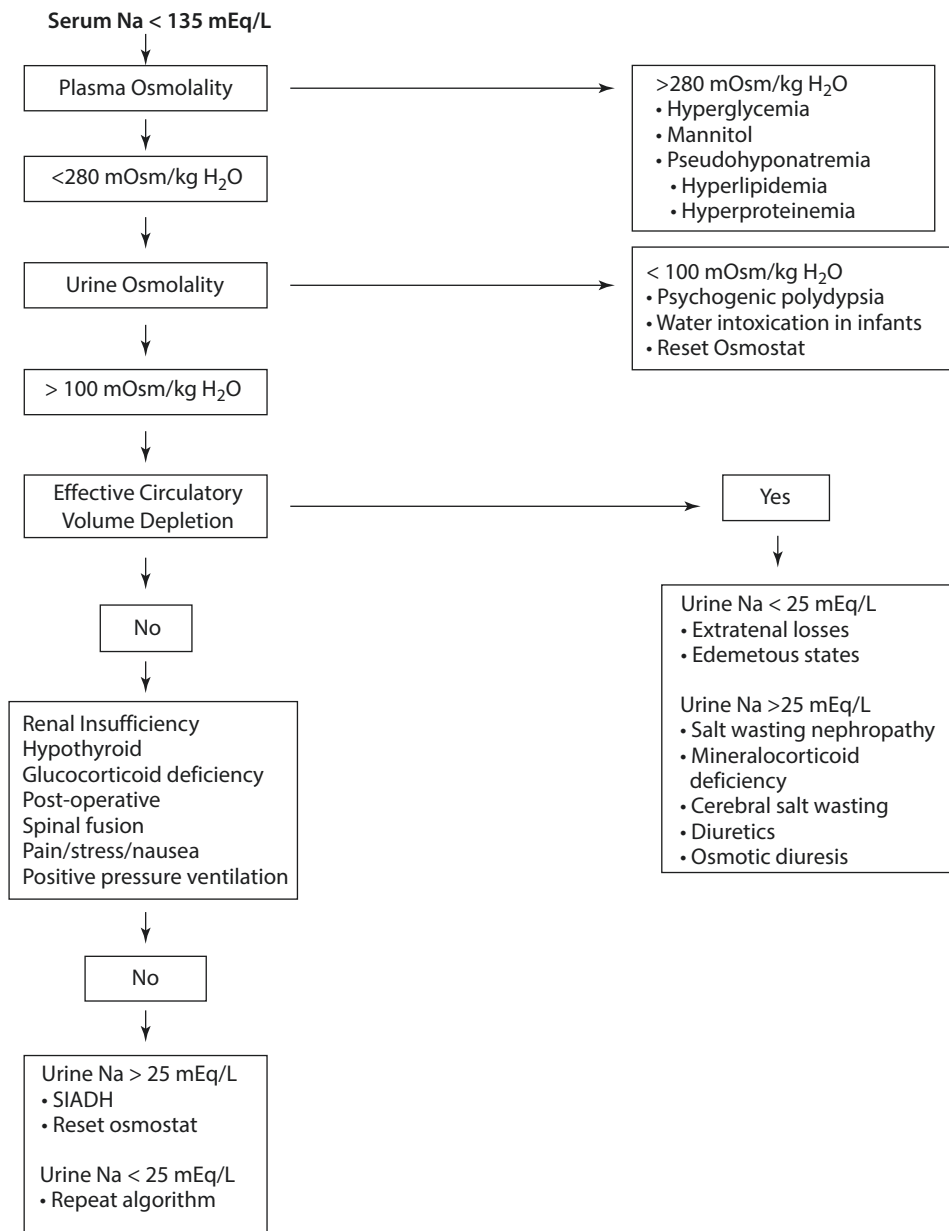 Serum Na < 135 mEq/L
Plasma Osmolality
>280 mOsm/kg H₂O
• Hyperglycemia
• Mannitol
• Pseudohyponatremia
• Hyperlipidemia
• Hyperproteinemia
<280 mOsm/kg H₂O
Urine Osmolality
< 100 mOsm/kg H₂O
• Psychogenic polydypsia
• Water intoxication in infants
• Reset Osmostat
> 100 mOsm/kg H₂O
Effective Circulatory
Volume Depletion
Yes
Urine Na < 25 mEq/L
• Extratenal losses
• Edemetous states
Urine Na >25 mEq/L
• Salt wasting nephropathy
• Mineralocorticoid
deficiency
• Cerebral salt wasting
• Diuretics
• Osmotic diuresis
No
Renal Insufficiency
Hypothyroid
Glucocorticoid deficiency
Post-operative
Spinal fusion
Pain/stress/nausea
Positive pressure ventilation
No
Urine Na > 25 mEq/L
• SIADH
• Reset osmostat
Urine Na < 25 mEq/L
• Repeat algorithm